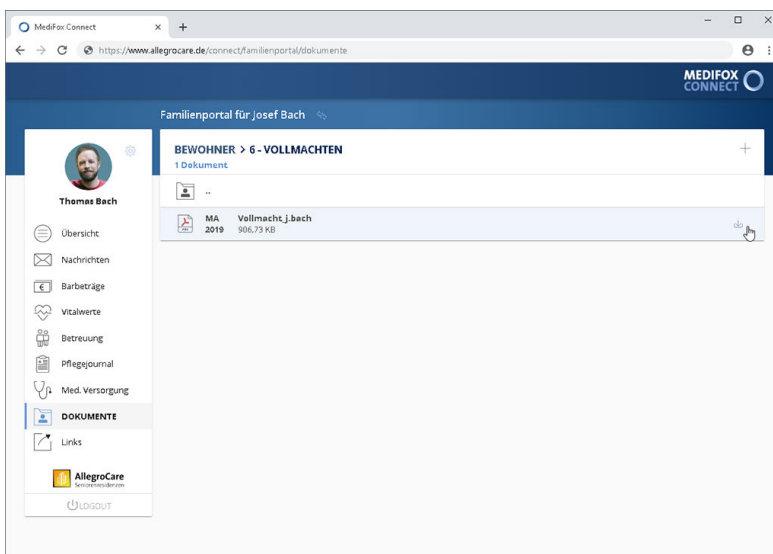 MediFox Connect
https://www.allegrocare.de/connect/familienportal/dokumente
MEDIFOX
CONNECT
Familienportal für Josef Bach
Thomas Bach
Übersicht
Nachrichten
Barbeträge
Vitalwerte
Betreuung
Pflegejournal
Med. Versorgung
DOKUMENTE
Links
AllegroCare
Seniorenresidenzen
LOGOUT
BEWOHNER > 6 - VOLLMACHTEN
1 Dokument
..
MA Vollmacht_j.bach
2019 906,73 KB